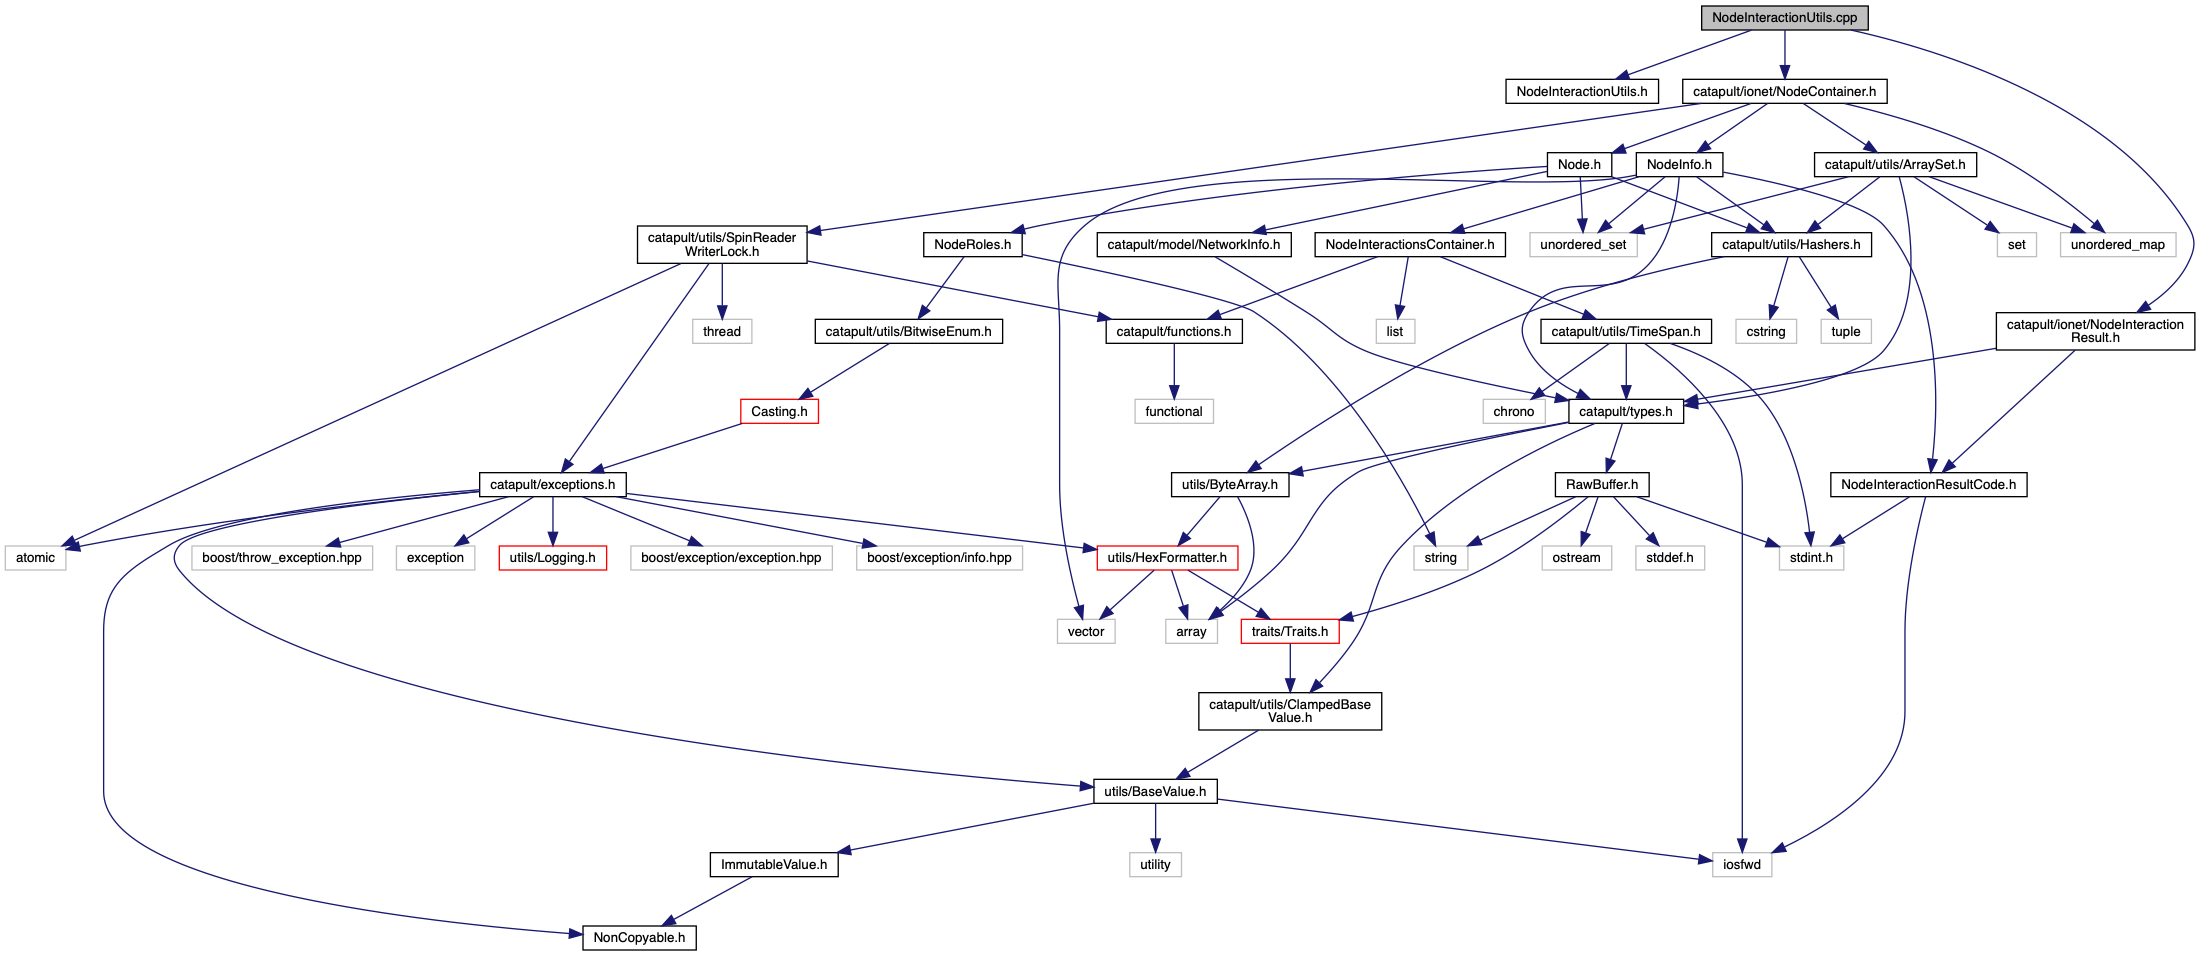 NodeInteractionUtils.cpp
NodeInteractionUtils.h
catapult/ionet/NodeContainer.h
Node.h
NodeInfo.h
catapult/utils/ArraySet.h
catapult/utils/SpinReader
WriterLock.h
NodeRoles.h
catapult/model/NetworkInfo.h
NodeInteractionsContainer.h
unordered_set
catapult/utils/Hashers.h
set
unordered_map
thread
catapult/utils/BitwiseEnum.h
catapult/functions.h
list
catapult/utils/TimeSpan.h
cstring
tuple
catapult/ionet/NodeInteraction
Result.h
Casting.h
functional
chrono
catapult/types.h
catapult/exceptions.h
utils/ByteArray.h
RawBuffer.h
NodeInteractionResultCode.h
atomic
boost/throw_exception.hpp
exception
utils/Logging.h
boost/exception/exception.hpp
boost/exception/info.hpp
utils/HexFormatter.h
string
ostream
stddef.h
stdint.h
vector
array
traits/Traits.h
catapult/utils/ClampedBase
Value.h
utils/BaseValue.h
ImmutableValue.h
utility
iosfwd
NonCopyable.h